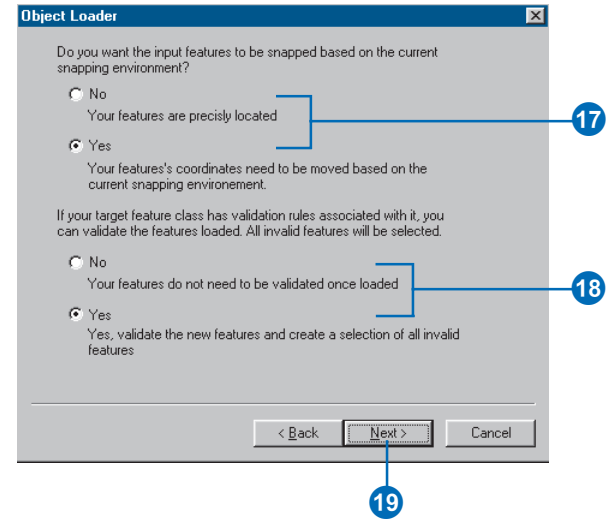 Object Loader
Do you want the input features to be snapped based on the current
snapping environment?
No
Your features are precisly located
17
Yes
Your features's coordinates need to be moved based on the
current snapping environement.
If your target feature class has validation rules associated with it, you
can validate the features loaded. All invalid features will be selected.
No
Your features do not need to be validated once loaded
18
Yes
Yes, validate the new features and create a selection of all invalid
features
< Back Next > Cancel
19